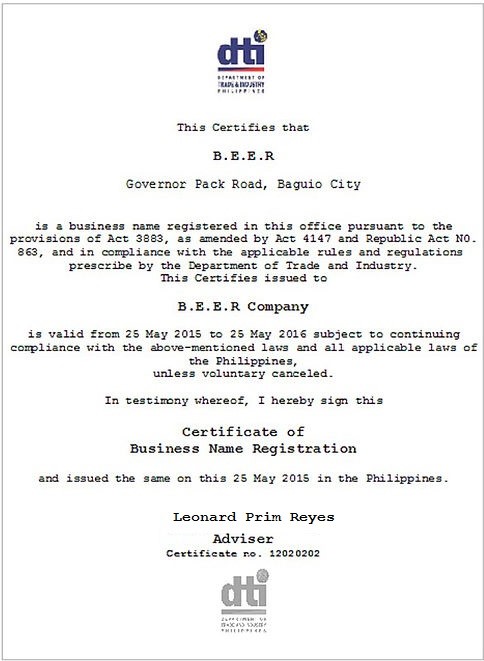 dti
DEPARTMENT OF
TRADE & INDUSTRY
PHILIPPINES
This Certifies that
B.E.E.R
Governor Pack Road, Baguio City
is a business name registered in this office pursuant to the
provisions of Act 3883, as amended by Act 4147 and Republic Act N0.
863, and in compliance with the applicable rules and regulations
prescribe by the Department of Trade and Industry.
This Certifies issued to
B.E.E.R Company
is valid from 25 May 2015 to 25 May 2016 subject to continuing
compliance with the above-mentioned laws and all applicable laws of
the Philippines,
unless voluntary canceled.
In testimony whereof, I hereby sign this
Certificate of
Business Name Registration
and issued the same on this 25 May 2015 in the Philippines.
Leonard Prim Reyes
Adviser
Certificate no. 12020202
dti
DEPARTMENT OF
TRADE AND INDUSTRY
PHILIPPINES